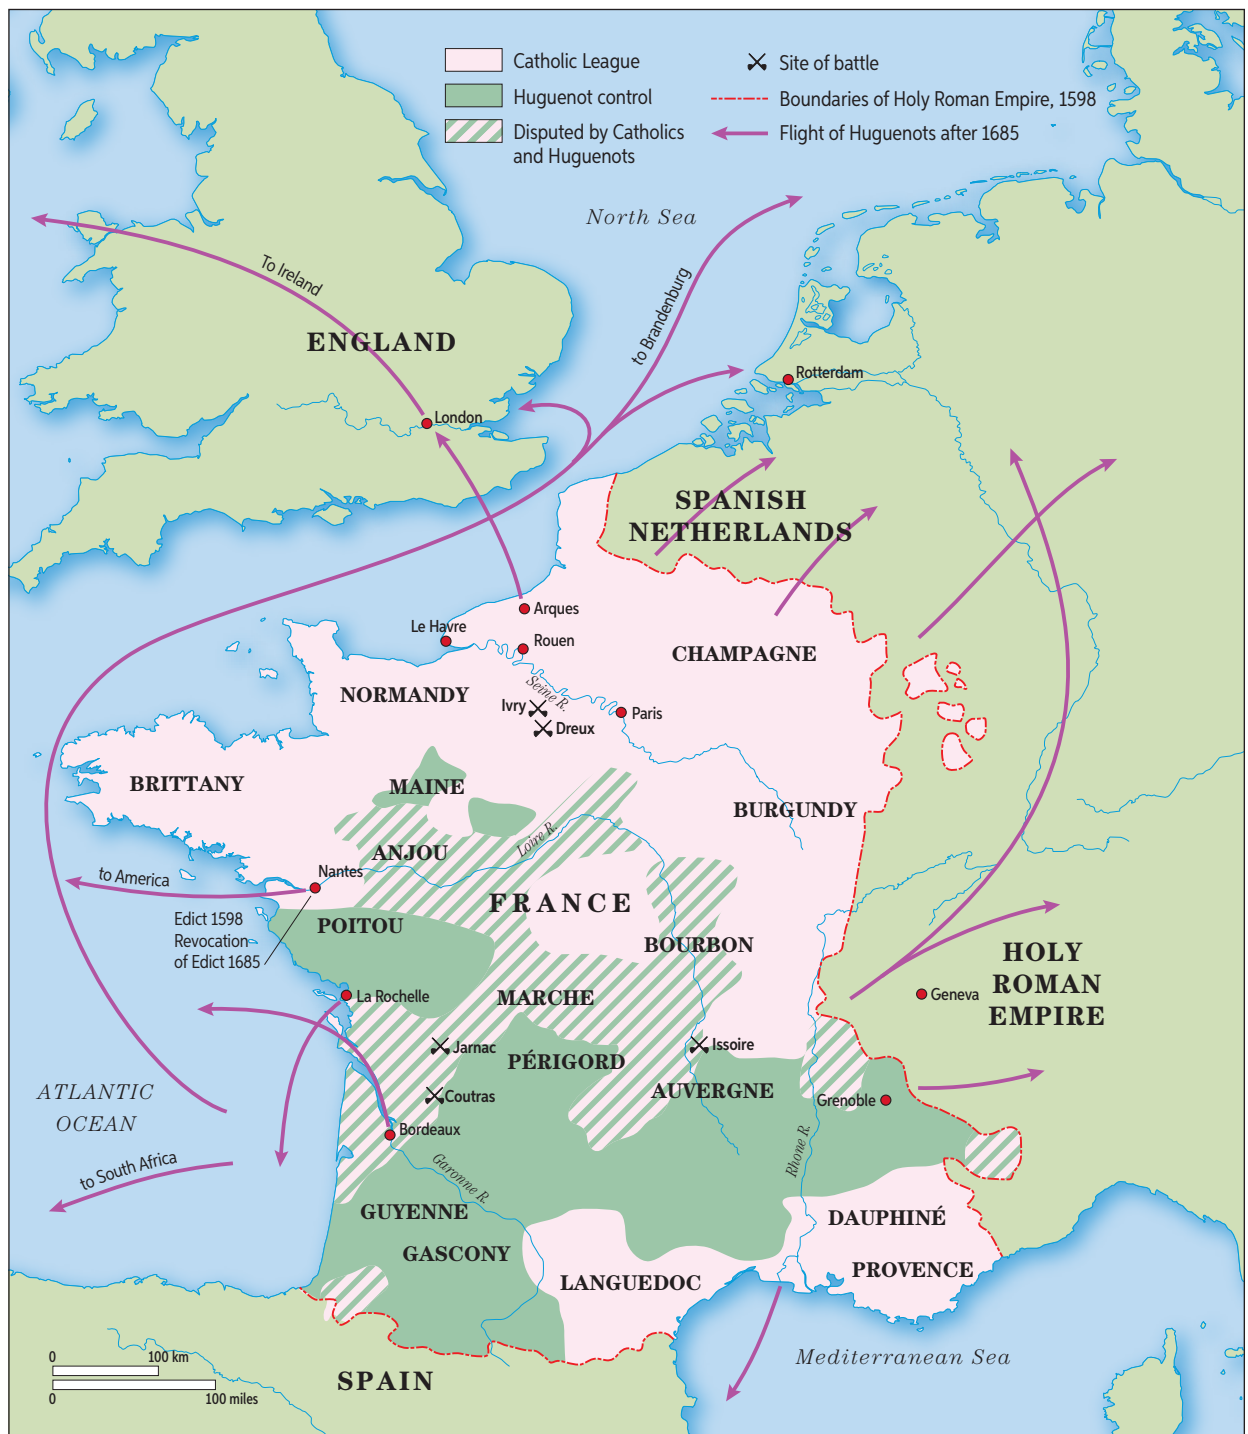 Catholic League
Huguenot control
Disputed by Catholics
and Huguenots
Site of battle
Boundaries of Holy Roman Empire, 1598
Flight of Huguenots after 1685
North Sea
To Ireland
to Brandenburg
ENGLAND
Rotterdam
London
SPANISH
NETHERLANDS
Arques
Le Havre
Rouen
CHAMPAGNE
NORMANDY
Seine R.
Ivry
Paris
Dreux
BRITTANY
MAINE
BURGUNDY
Loire R.
ANJOU
Nantes
to America
FRANCE
Edict 1598
Revocation
of Edict 1685
POITOU
BOURBON
HOLY
ROMAN
EMPIRE
La Rochelle
MARCHE
Geneva
Jarnac
Issoire
PÉRIGORD
ATLANTIC
OCEAN
AUVERGNE
Coutras
Grenoble
Bordeaux
Rhone R.
to South Africa
Garonne R.
GUYENNE
DAUPHINÉ
GASCONY
PROVENCE
LANGUEDOC
Mediterranean Sea
SPAIN
0 100 km
0 100 miles